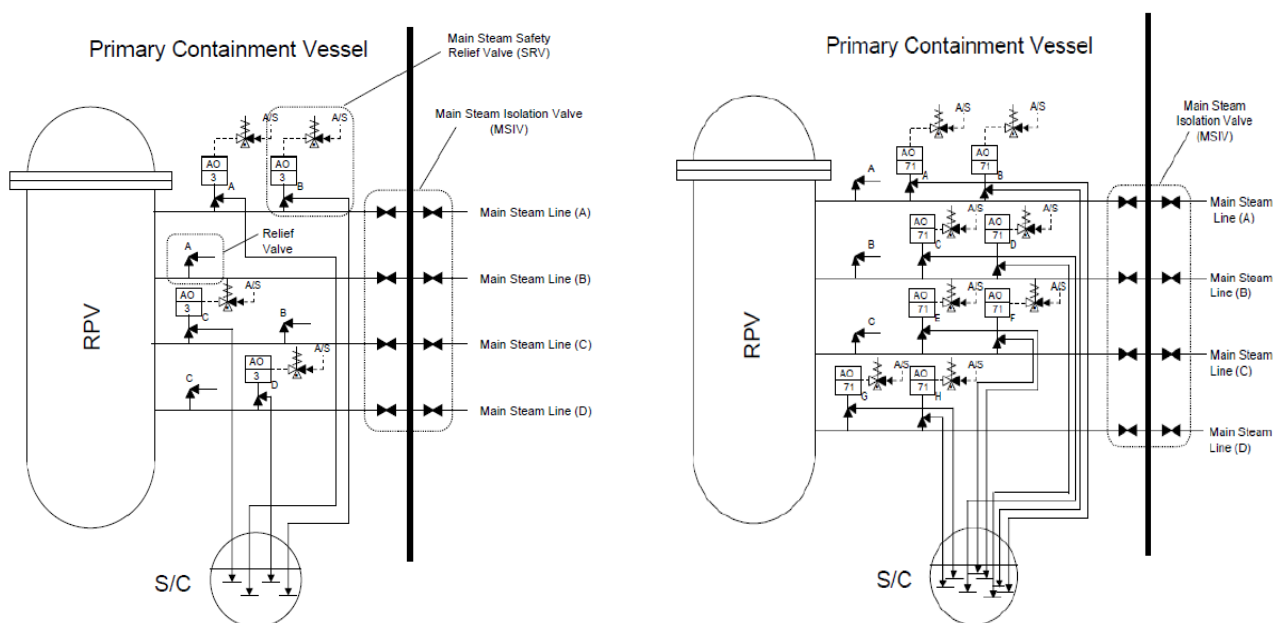 Primary Containment Vessel
Main Steam Safety
Relief Valve (SRV)
Main Steam Isolation Valve
(MSIV)
A/S
A/S
AO
3
A
AO
3
B
Main Steam Line (A)
Relief
Valve
A
Main Steam Line (B)
A/S
AO
3
C
B
Main Steam Line (C)
A/S
AO
3
D
C
Main Steam Line (D)
RPV
S/C
Primary Containment Vessel
Main Steam
Isolation Valve
(MSIV)
A/S
A/S
AO
71
A
AO
71
B
A
Main Steam
Line (A)
A/S
A/S
AO
71
C
AO
71
D
B
Main Steam
Line (B)
A/S
A/S
AO
71
E
AO
71
F
C
Main Steam
Line (C)
A/S
A/S
AO
71
G
AO
71
H
Main Steam
Line (D)
RPV
S/C